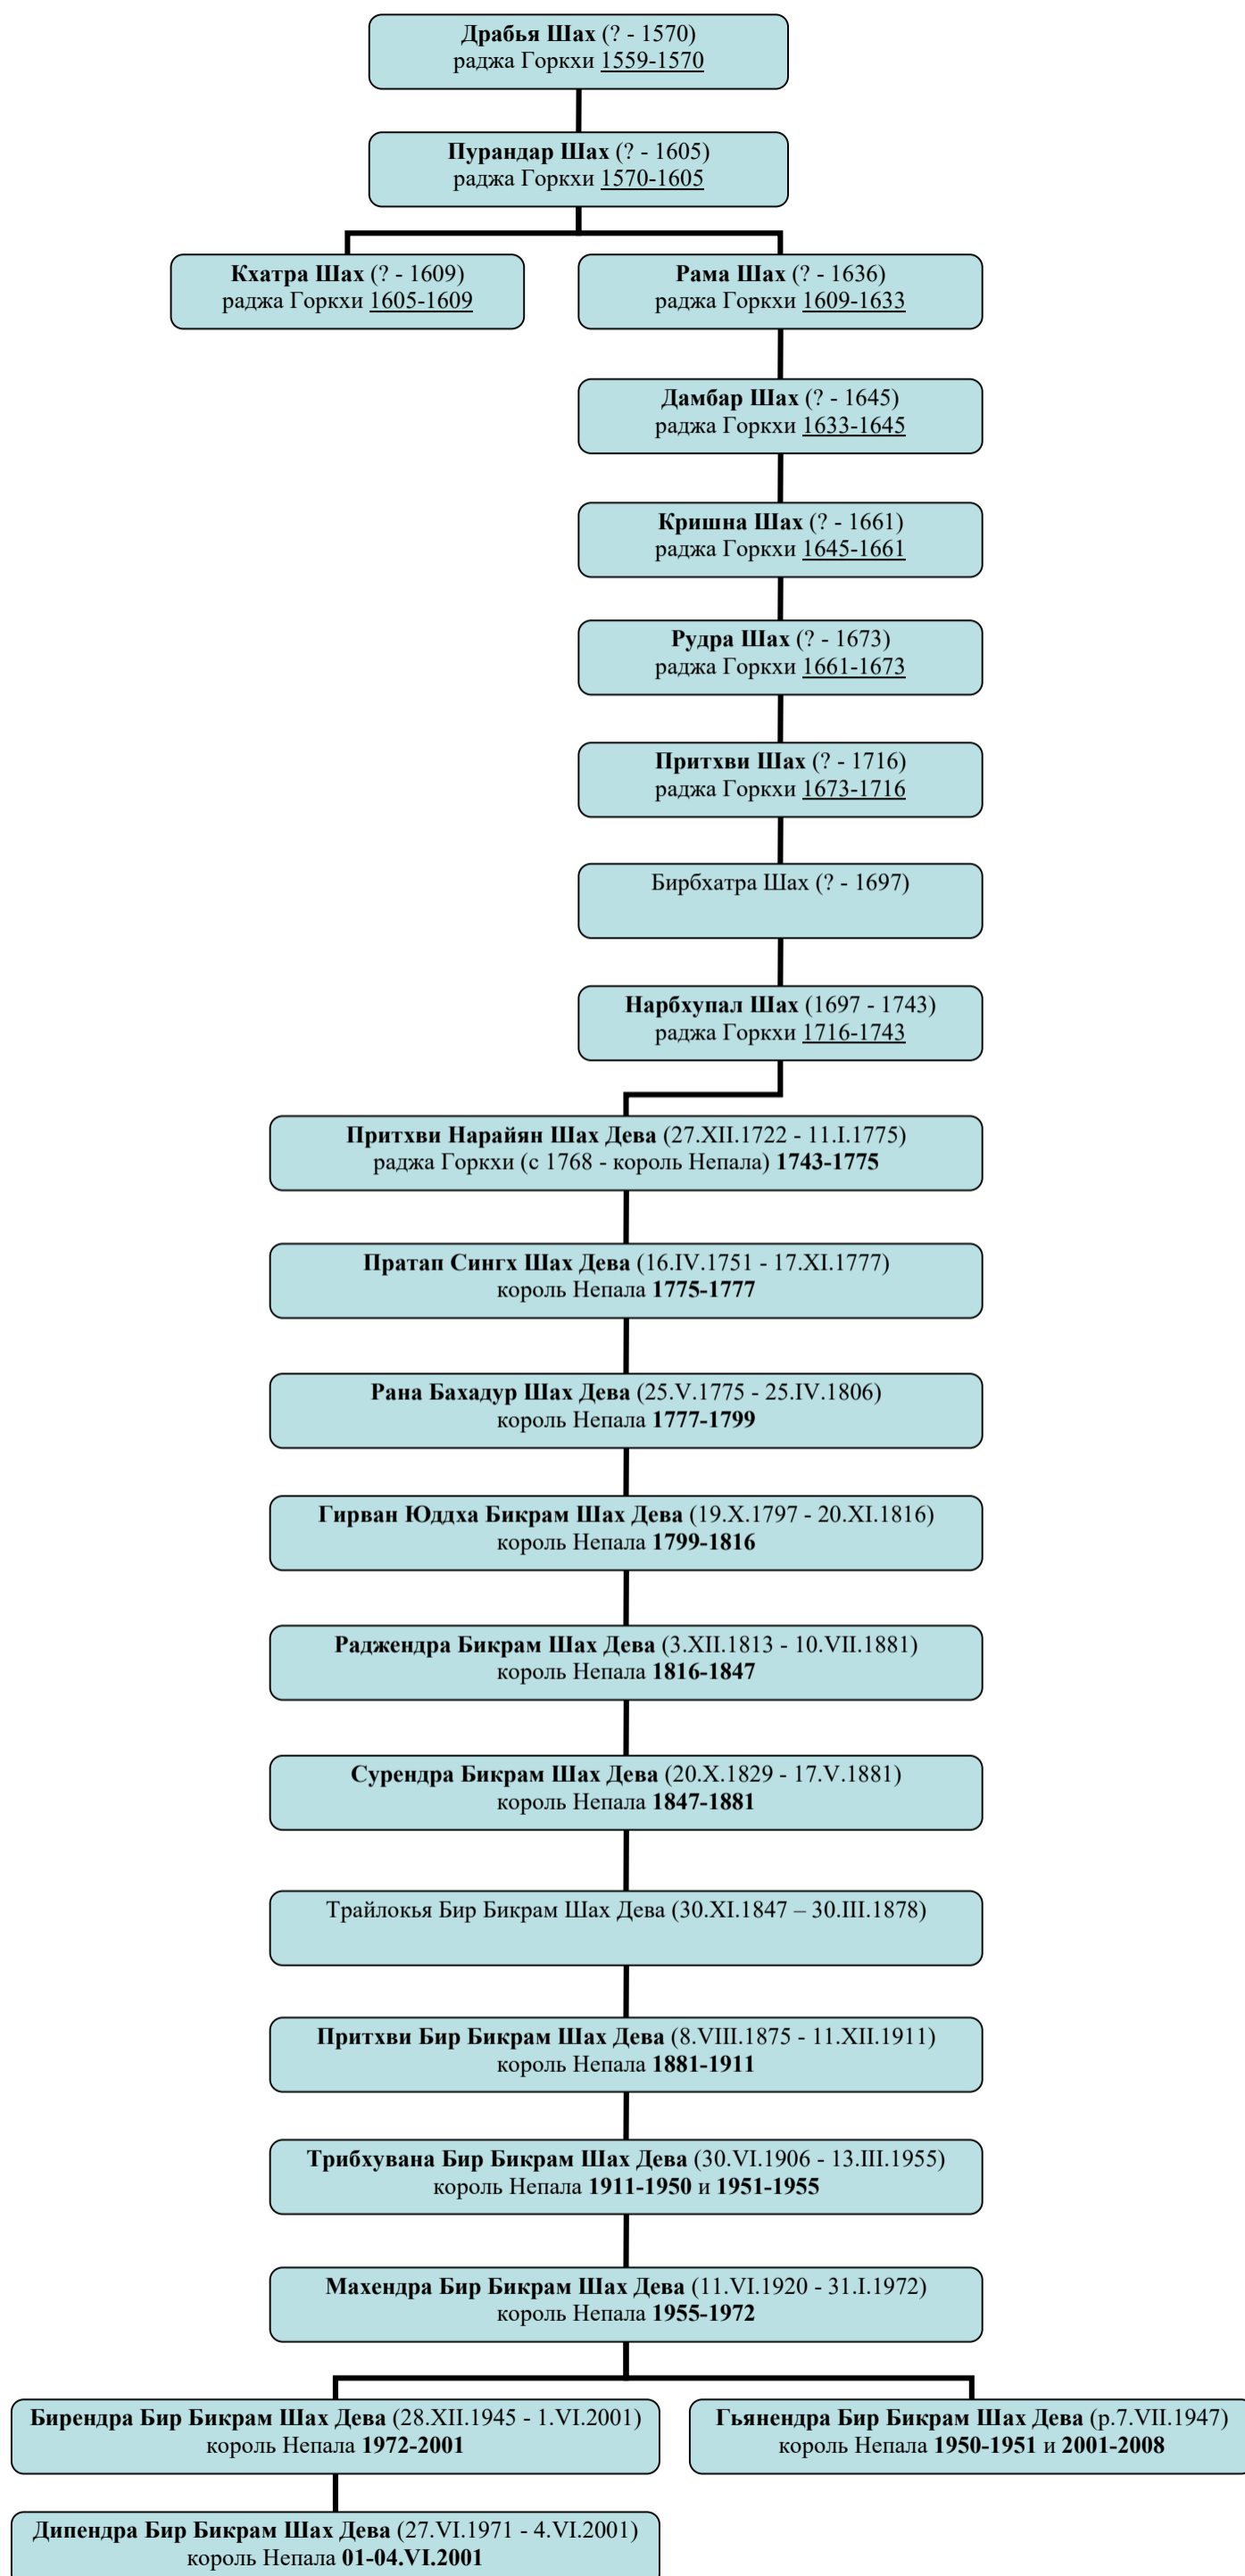 Драбья Шах (? - 1570)
раджа Горкхи 1559-1570
Пурандар Шах (? - 1605)
раджа Горкхи 1570-1605
Кхатра Шах (? - 1609)
раджа Горкхи 1605-1609
Рама Шах (? - 1636)
раджа Горкхи 1609-1633
Дамбар Шах (? - 1645)
раджа Горкхи 1633-1645
Кришна Шах (? - 1661)
раджа Горкхи 1645-1661
Рудра Шах (? - 1673)
раджа Горкхи 1661-1673
Притхви Шах (? - 1716)
раджа Горкхи 1673-1716
Бирбхатра Шах (? - 1697)
Нарбхупал Шах (1697 - 1743)
раджа Горкхи 1716-1743
Притхви Нарайян Шах Дева (27.XII.1722 - 11.I.1775)
раджа Горкхи (с 1768 - король Непала) 1743-1775
Пратап Сингх Шах Дева (16.IV.1751 - 17.XI.1777)
король Непала 1775-1777
Рана Бахадур Шах Дева (25.V.1775 - 25.IV.1806)
король Непала 1777-1799
Гирван Юддха Бикрам Шах Дева (19.X.1797 - 20.XI.1816)
король Непала 1799-1816
Раджендра Бикрам Шах Дева (3.XII.1813 - 10.VII.1881)
король Непала 1816-1847
Сурендра Бикрам Шах Дева (20.X.1829 - 17.V.1881)
король Непала 1847-1881
Трайлокья Бир Бикрам Шах Дева (30.XI.1847 – 30.III.1878)
Притхви Бир Бикрам Шах Дева (8.VIII.1875 - 11.XII.1911)
король Непала 1881-1911
Трибхувана Бир Бикрам Шах Дева (30.VI.1906 - 13.III.1955)
король Непала 1911-1950 и 1951-1955
Махендра Бир Бикрам Шах Дева (11.VI.1920 - 31.I.1972)
король Непала 1955-1972
Бирендра Бир Бикрам Шах Дева (28.XII.1945 - 1.VI.2001)
король Непала 1972-2001
Гьянендра Бир Бикрам Шах Дева (р.7.VII.1947)
король Непала 1950-1951 и 2001-2008
Дипендра Бир Бикрам Шах Дева (27.VI.1971 - 4.VI.2001)
король Непала 01-04.VI.2001